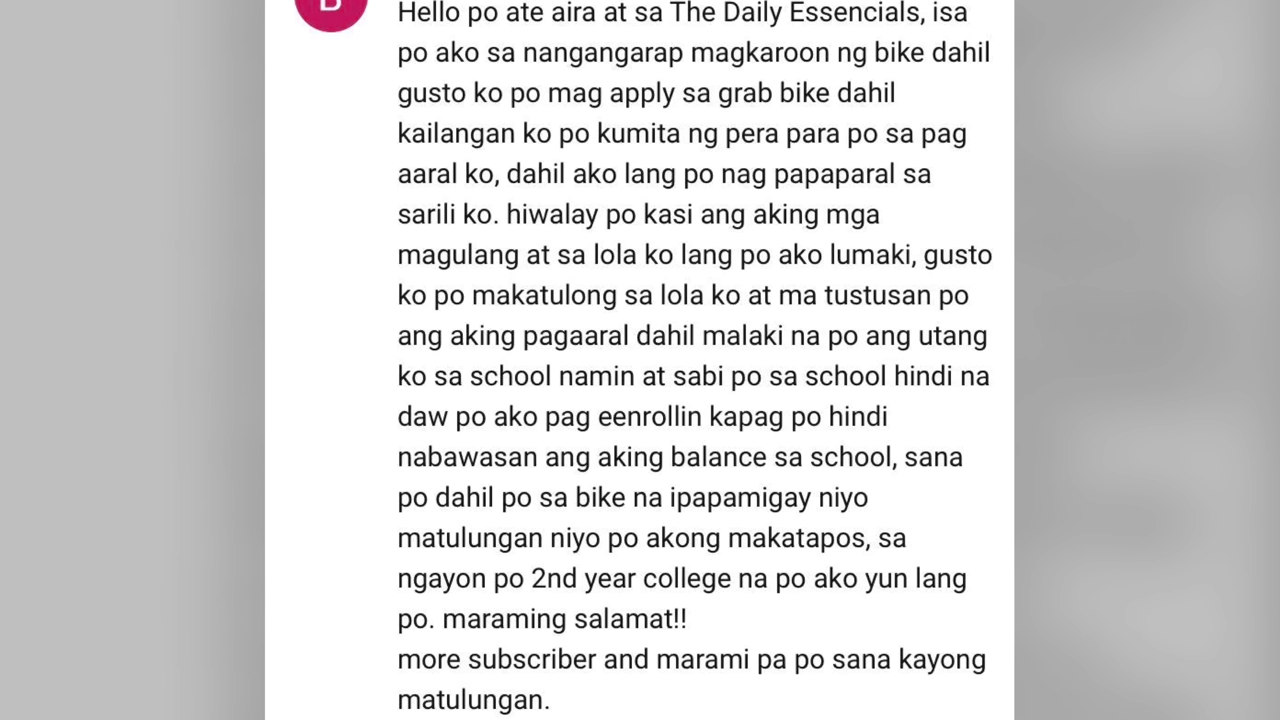 B
Hello po ate aira at sa The Daily Essencials, isa
po ako sa nangangarap magkaroon ng bike dahil
gusto ko po mag apply sa grab bike dahil
kailangan ko po kumita ng pera para po sa pag
aaral ko, dahil ako lang po nag papaparal sa
sarili ko. hiwalay po kasi ang aking mga
magulang at sa lola ko lang po ako lumaki, gusto
ko po makatulong sa lola ko at ma tustusan po
ang aking pagaaral dahil malaki na po ang utang
ko sa school namin at sabi po sa school hindi na
daw po ako pag eenrollin kapag po hindi
nabawasan ang aking balance sa school, sana
po dahil po sa bike na ipapamigay niyo
matulungan niyo po akong makatapos, sa
ngayon po 2nd year college na po ako yun lang
po. maraming salamat!!
more subscriber and marami pa po sana kayong
matulungan.